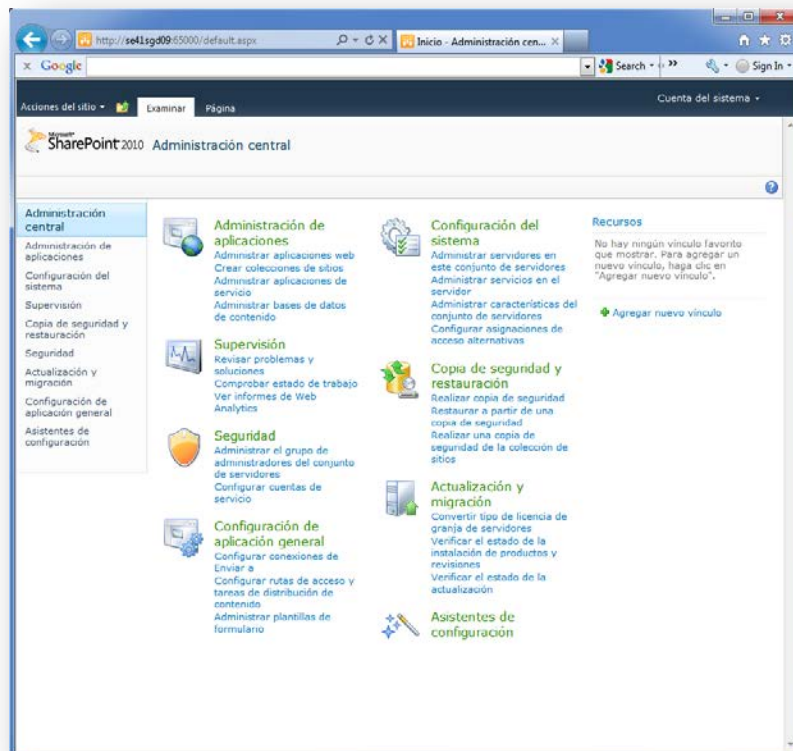 http://se41sgd09:65000/default.aspx
Inicio - Administración cen...
Google
Search
Sign In
Acciones del sitio
Examinar
Página
Cuenta del sistema
Microsoft
SharePoint 2010
Administración central
Administración
central
Administración de
aplicaciones
Configuración del
sistema
Supervisión
Copia de seguridad y
restauración
Seguridad
Actualización y
migración
Configuración de
aplicación general
Asistentes de
configuración
Administración de
aplicaciones
Administrar aplicaciones web
Crear colecciones de sitios
Administrar aplicaciones de
servicio
Administrar bases de datos
de contenido
Supervisión
Revisar problemas y
soluciones
Comprobar estado de trabajo
Ver informes de Web
Analytics
Seguridad
Administrar el grupo de
administradores del conjunto
de servidores
Configurar cuentas de
servicio
Configuración de
aplicación general
Configurar conexiones de
Enviar a
Configurar rutas de acceso y
tareas de distribución de
contenido
Administrar plantillas de
formulario
Configuración del
sistema
Administrar servidores en
este conjunto de servidores
Administrar servicios en el
servidor
Administrar características del
conjunto de servidores
Configurar asignaciones de
acceso alternativas
Copia de seguridad y
restauración
Realizar copia de seguridad
Restaurar a partir de una
copia de seguridad
Realizar una copia de
seguridad de la colección de
sitios
Actualización y
migración
Convertir tipo de licencia de
granja de servidores
Verificar el estado de la
instalación de productos y
revisiones
Verificar el estado de la
actualización
Asistentes de
configuración
Recursos
No hay ningún vínculo favorito
que mostrar. Para agregar un
nuevo vínculo, haga clic en
"Agregar nuevo vínculo".
Agregar nuevo vínculo